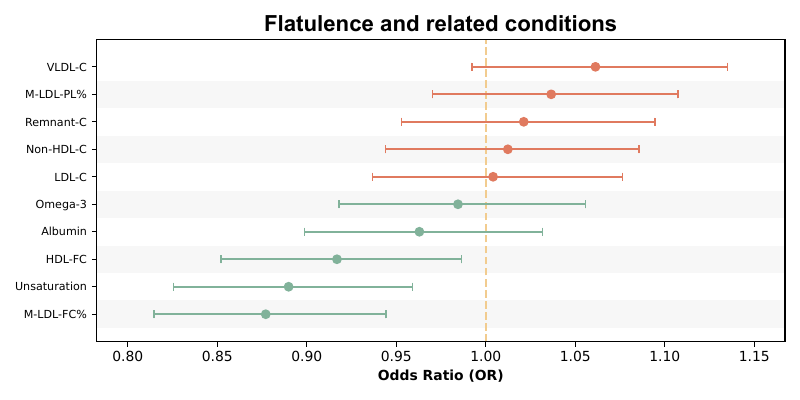 Flatulence and related conditions
VLDL-C
M-LDL-PL%
Remnant-C
Non-HDL-C
LDL-C
Omega-3
Albumin
HDL-FC
Unsaturation
M-LDL-FC%
0.80 0.85 0.90 0.95 1.00 1.05 1.10 1.15
Odds Ratio (OR)